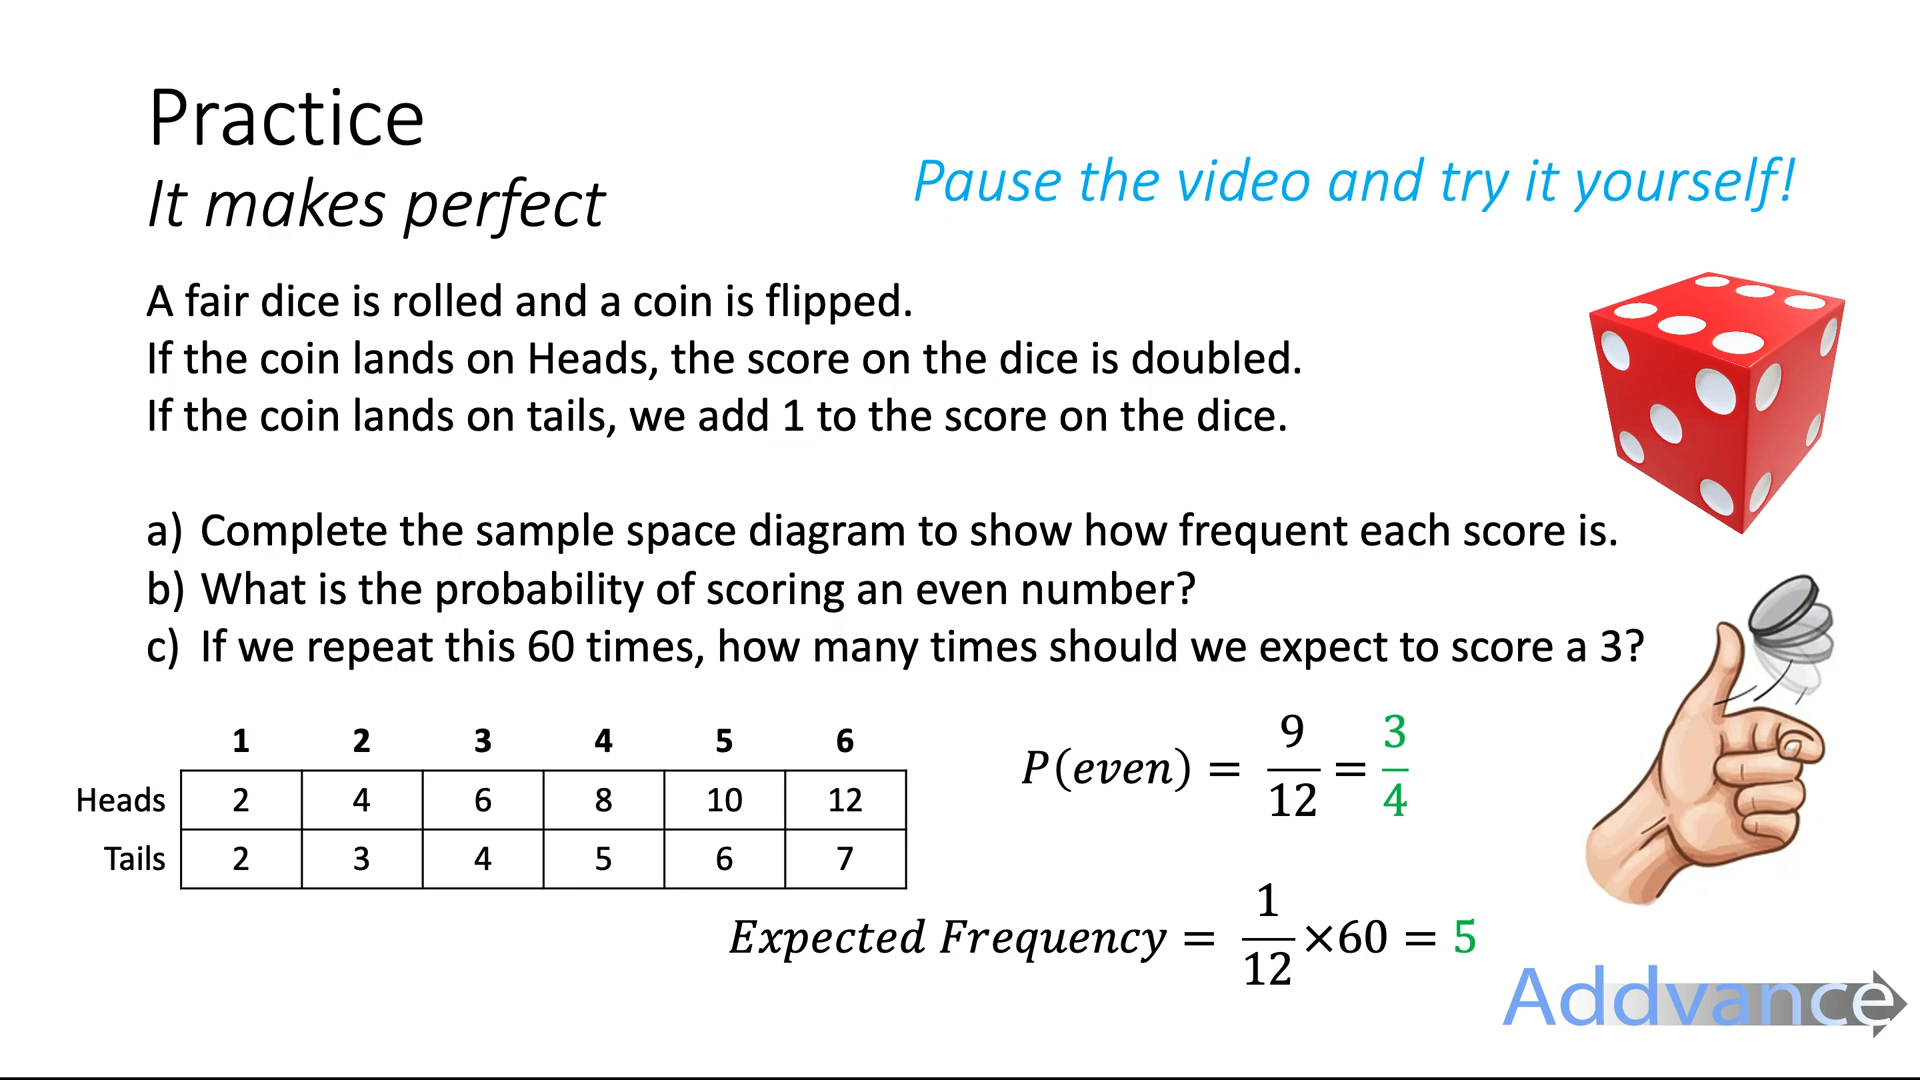 Practice
It makes perfect
Pause the video and try it yourself!
A fair dice is rolled and a coin is flipped.
If the coin lands on Heads, the score on the dice is doubled.
If the coin lands on tails, we add 1 to the score on the dice.
a) Complete the sample space diagram to show how frequent each score is.
b) What is the probability of scoring an even number?
c) If we repeat this 60 times, how many times should we expect to score a 3?
1 2 3 4 5 6
Heads 2 4 6 8 10 12
Tails 2 3 4 5 6 7
P(even) = 9/12 = 3/4
Expected Frequency = 1/12 ×60 = 5
Addvance